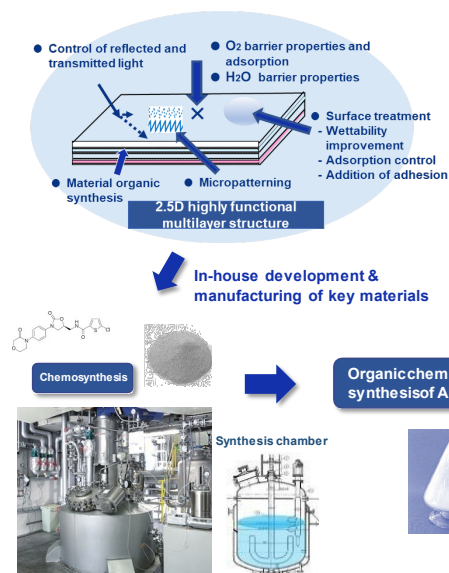 ● Control of reflected and
transmitted light
● O2 barrier properties and
adsorption
● H2O barrier properties
● Surface treatment
- Wettability
improvement
- Adsorption control
- Addition of adhesion
● Material organic
synthesis
● Micropatterning
2.5D highly functional
multilayer structure
In-house development &
manufacturing of key materials
Chemosynthesis
Organicchem
synthesisof A
Synthesis chamber